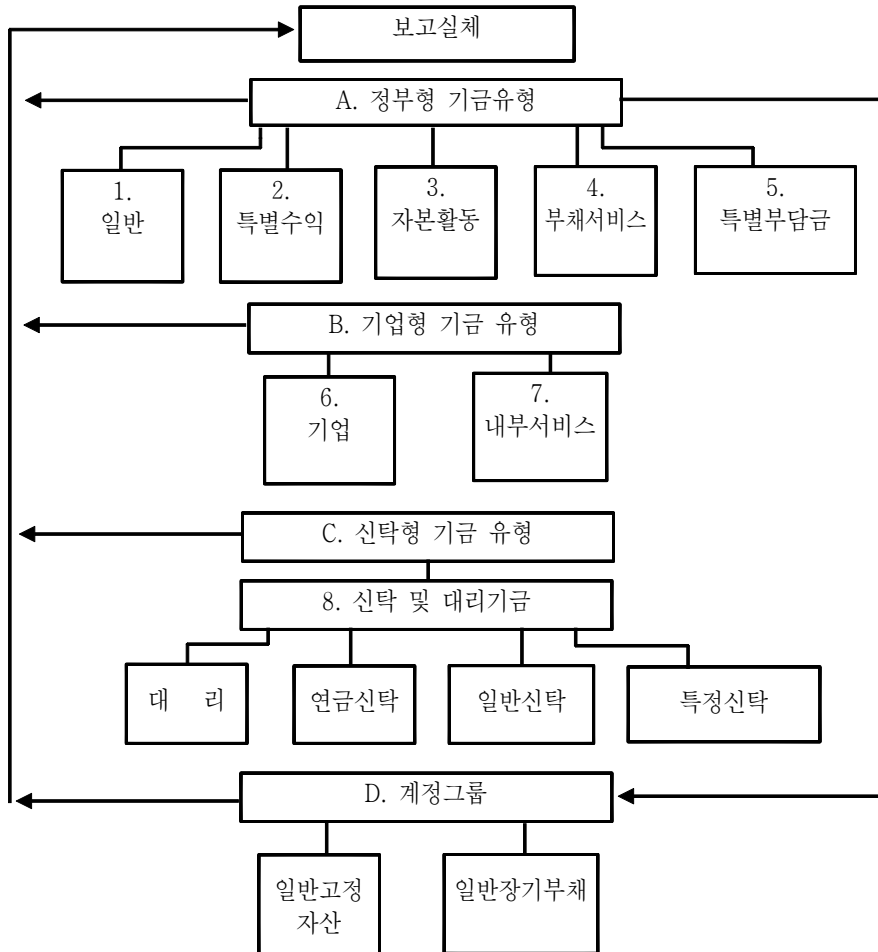 보고실체
A. 정부형 기금유형
1.
일반
2.
특별수익
3.
자본활동
4.
부채서비스
5.
특별부담금
B. 기업형 기금 유형
6.
기업
7.
내부서비스
C. 신탁형 기금 유형
8. 신탁 및 대리기금
대 리
연금신탁
일반신탁
특정신탁
D. 계정그룹
일반고정
자산
일반장기부채